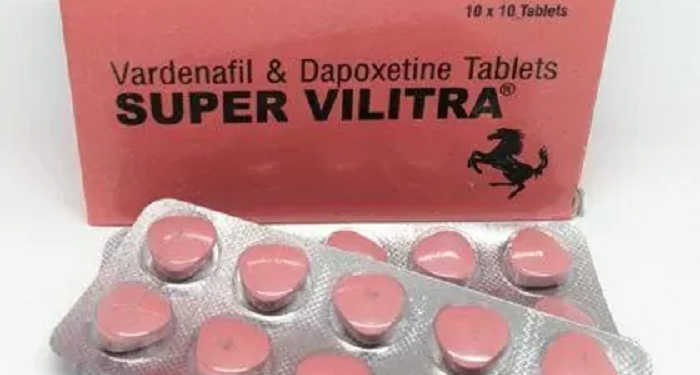 10 x 10 Tablets
Vardenafil & Dapoxetine Tablets
SUPER VILITRA®